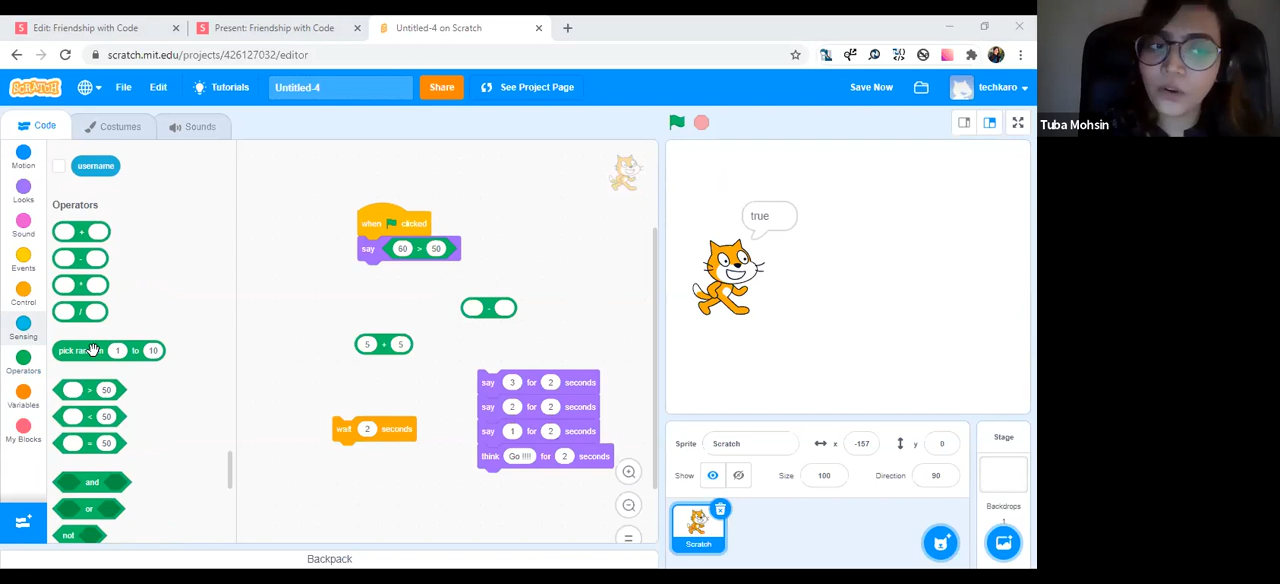 Edit: Friendship with Code
Present: Friendship with Code
Untitled-4 on Scratch
scratch.mit.edu/projects/426127032/editor
SCRATCH
File
Edit
Tutorials
Untitled-4
Share
See Project Page
Save Now
techkaro
Tuba Mohsin
Code
Costumes
Sounds
Motion
Looks
Sound
Events
Control
Sensing
Operators
Variables
My Blocks
username
Operators
+
-
*
/
pick 1 to 10
> 50
< 50
= 50
and
or
not
when clicked
say 60 > 50
-
5 + 5
wait 2 seconds
say 3 for 2 seconds
say 2 for 2 seconds
say 1 for 2 seconds
think Go !!!! for 2 seconds
true
Sprite Scratch x -157 y 0
Show Size 100 Direction 90
Scratch
Stage
Backdrops
1
Backpack